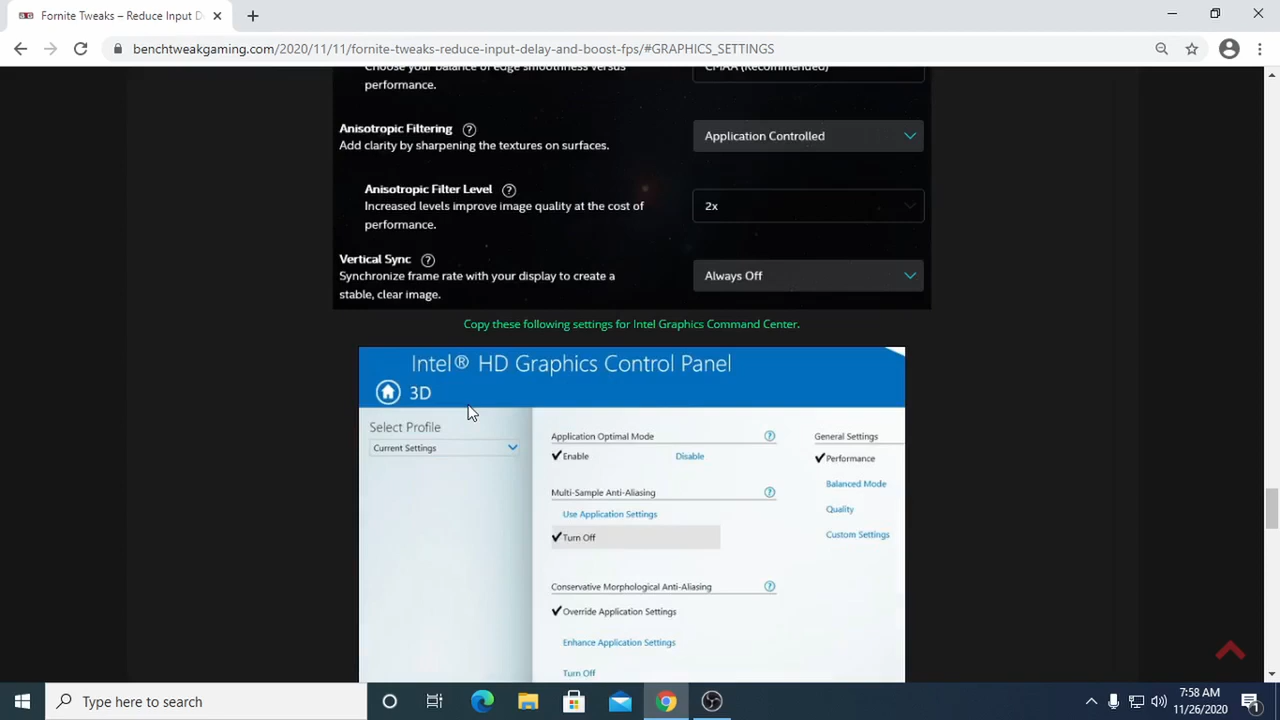 Fornite Tweaks – Reduce Input D
benchtweakgaming.com/2020/11/11/fornite-tweaks-reduce-input-delay-and-boost-fps/#GRAPHICS_SETTINGS
Choose your balance of edge smoothness versus
performance.
CMAA (Recommended)
Anisotropic Filtering ?
Add clarity by sharpening the textures on surfaces.
Application Controlled
Anisotropic Filter Level ?
Increased levels improve image quality at the cost of
performance.
2x
Vertical Sync ?
Synchronize frame rate with your display to create a
stable, clear image.
Always Off
Copy these following settings for Intel Graphics Command Center.
Intel® HD Graphics Control Panel
3D
Select Profile
Current Settings
Application Optimal Mode ?
Enable Disable
Multi-Sample Anti-Aliasing ?
Use Application Settings
Turn Off
Conservative Morphological Anti-Aliasing ?
Override Application Settings
Enhance Application Settings
Turn Off
General Settings
Performance
Balanced Mode
Quality
Custom Settings
Type here to search
7:58 AM
11/26/2020
1